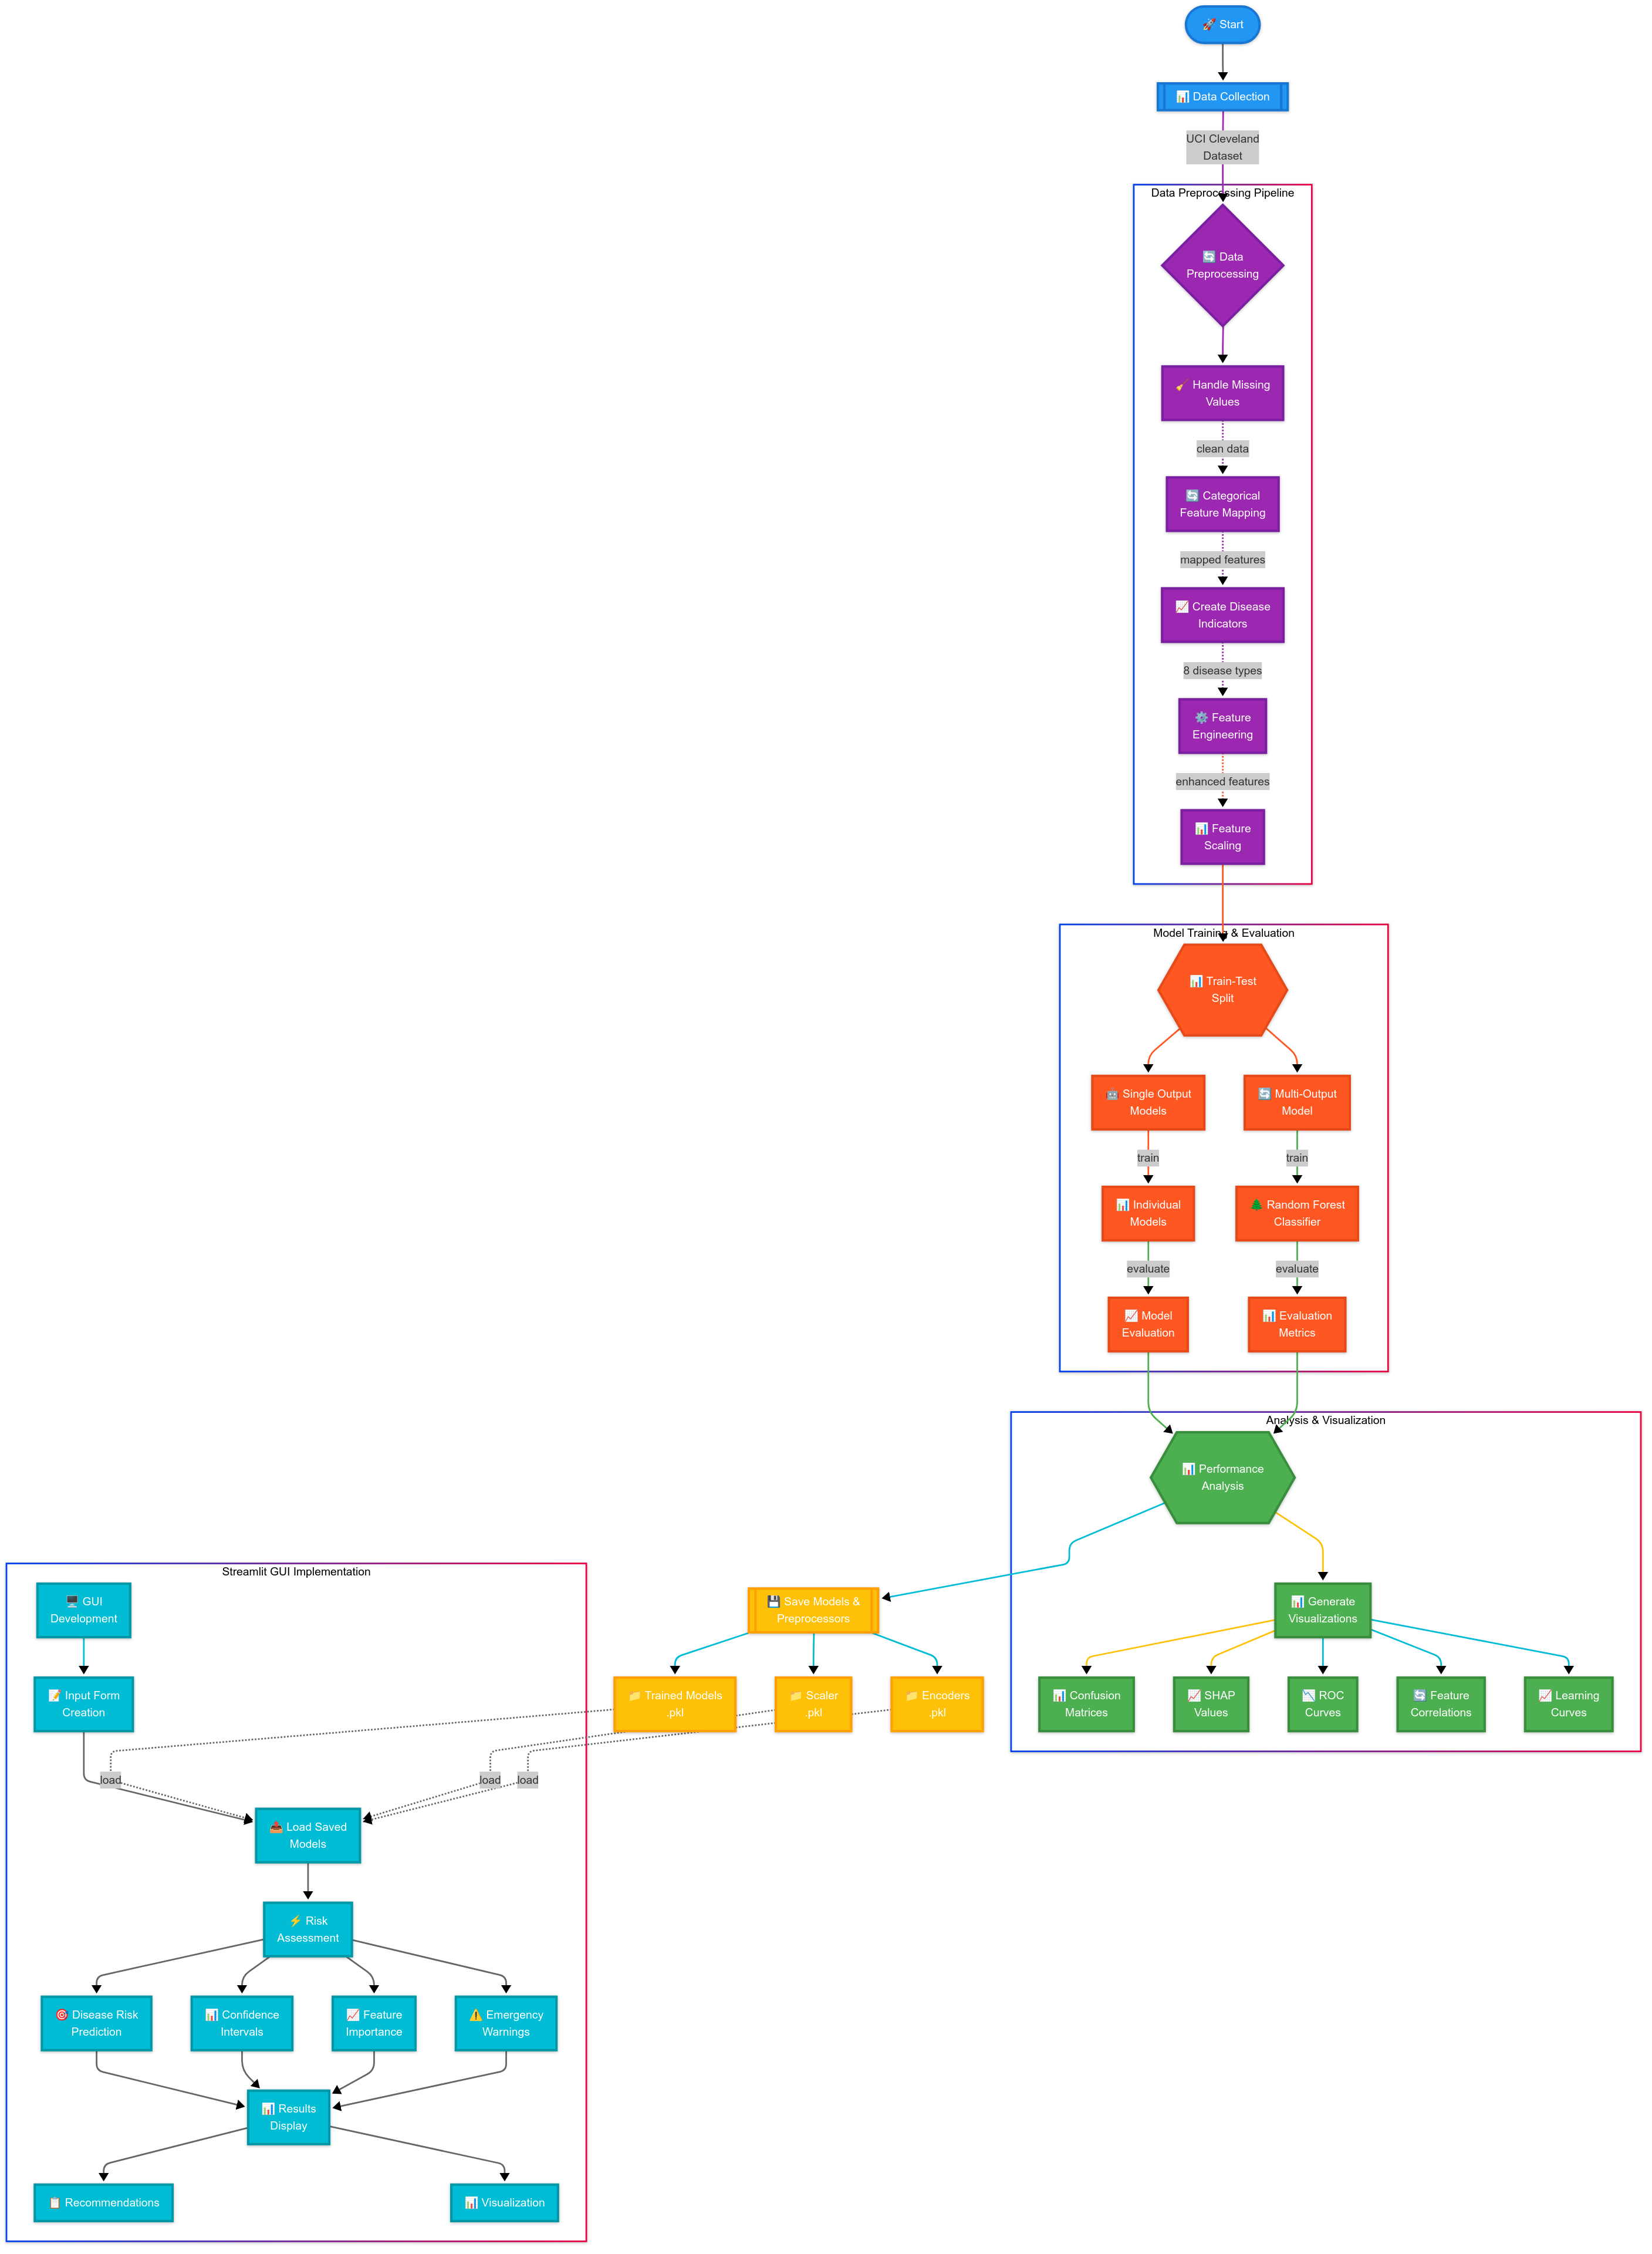 🚀 Start
📊 Data Collection
UCI Cleveland
Dataset
Data Preprocessing Pipeline
🔄 Data
Preprocessing
🧹 Handle Missing
Values
clean data
🔄 Categorical
Feature Mapping
mapped features
📈 Create Disease
Indicators
8 disease types
⚙️ Feature
Engineering
enhanced features
📊 Feature
Scaling
Model Training & Evaluation
📊 Train-Test
Split
🤖 Single Output
Models
🔄 Multi-Output
Model
train
train
📊 Individual
Models
🌲 Random Forest
Classifier
evaluate
evaluate
📈 Model
Evaluation
📊 Evaluation
Metrics
Analysis & Visualization
📊 Performance
Analysis
📊 Generate
Visualizations
📊 Confusion
Matrices
📈 SHAP
Values
📉 ROC
Curves
🔄 Feature
Correlations
📈 Learning
Curves
💾 Save Models &
Preprocessors
📁 Trained Models
.pkl
📁 Scaler
.pkl
📁 Encoders
.pkl
Streamlit GUI Implementation
🖥️ GUI
Development
📝 Input Form
Creation
load
load
load
📤 Load Saved
Models
⚡ Risk
Assessment
🎯 Disease Risk
Prediction
📊 Confidence
Intervals
📈 Feature
Importance
⚠️ Emergency
Warnings
📊 Results
Display
📋 Recommendations
📊 Visualization